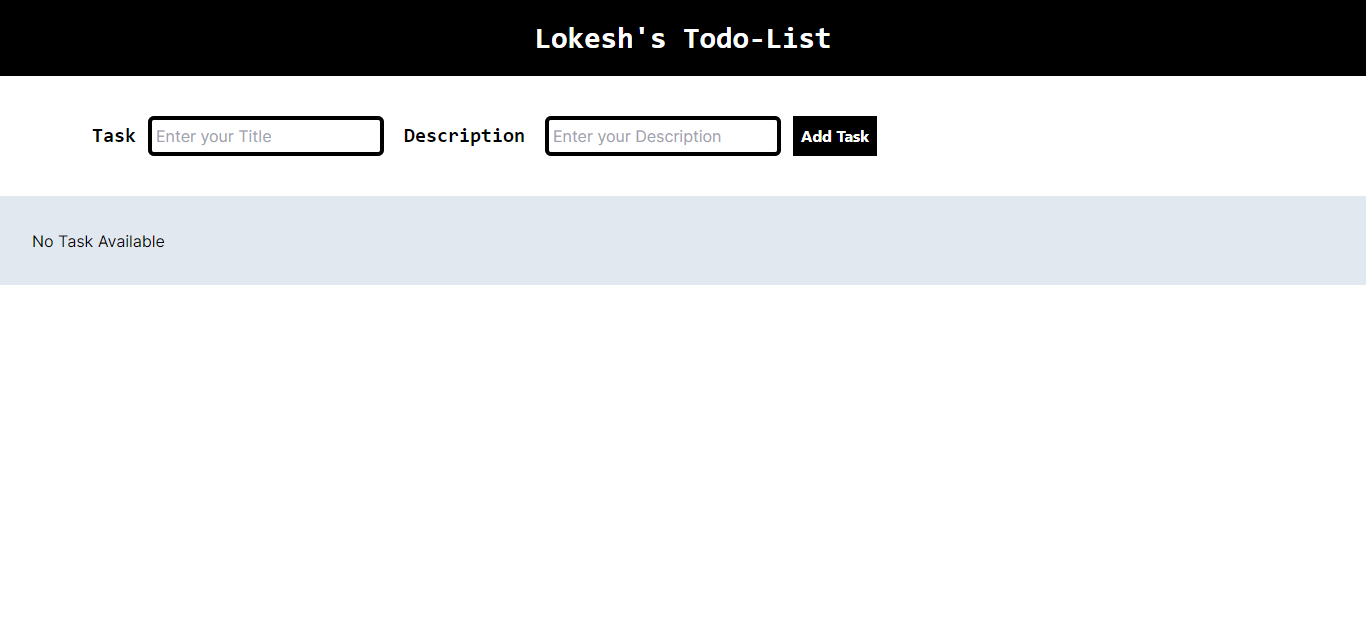 Lokesh's Todo-List
Task Enter your Title Description Enter your Description Add Task
No Task Available